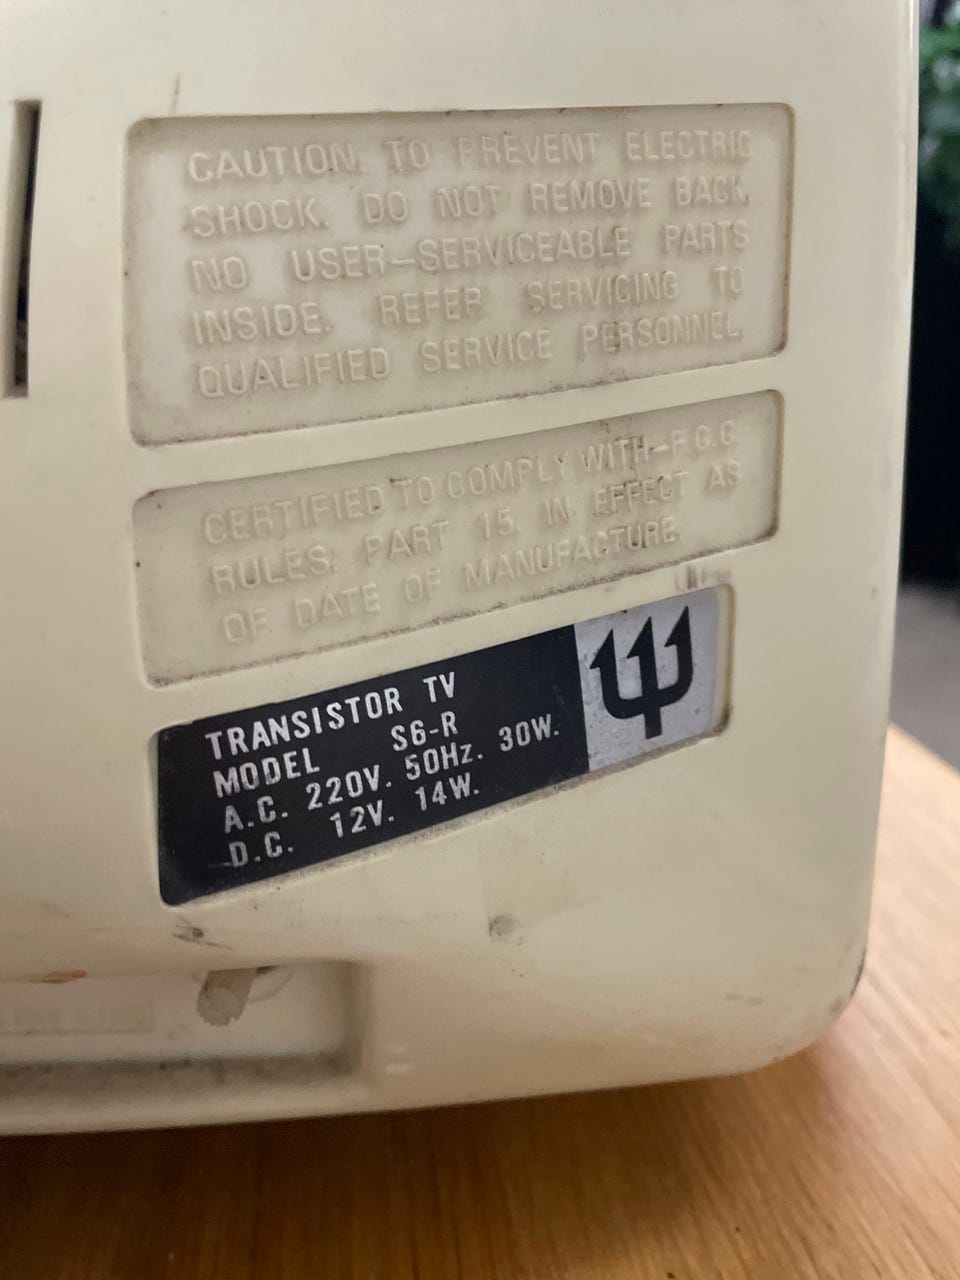 CAUTION: TO PREVENT ELECTRIC
SHOCK, DO NOT REMOVE BACK.
NO USER-SERVICEABLE PARTS
INSIDE. REFER SERVICING TO
QUALIFIED SERVICE PERSONNEL.
CERTIFIED TO COMPLY WITH-F.C.C.
RULES. PART 15. IN EFFECT AS
OF DATE OF MANUFACTURE.
TRANSISTOR TV
MODEL S6-R
A.C. 220V. 50Hz. 30W.
D.C. 12V. 14W.